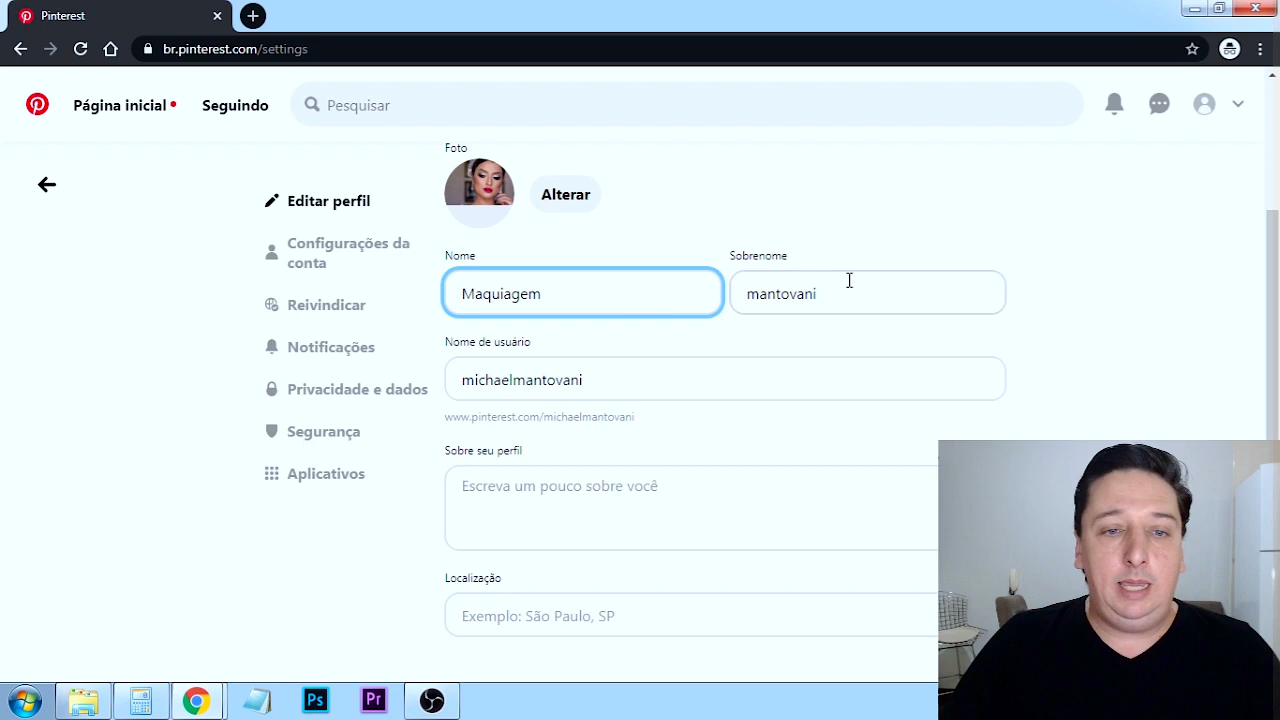 Pinterest
br.pinterest.com/settings
Página inicial
Seguindo
Pesquisar
Foto
Alterar
Editar perfil
Configurações da
conta
Reivindicar
Notificações
Privacidade e dados
Segurança
Aplicativos
Nome
Sobrenome
Maquiagem
mantovani
Nome de usuário
michaelmantovani
www.pinterest.com/michaelmantovani
Sobre seu perfil
Escreva um pouco sobre você
Localização
Exemplo: São Paulo, SP
Ps
Pr